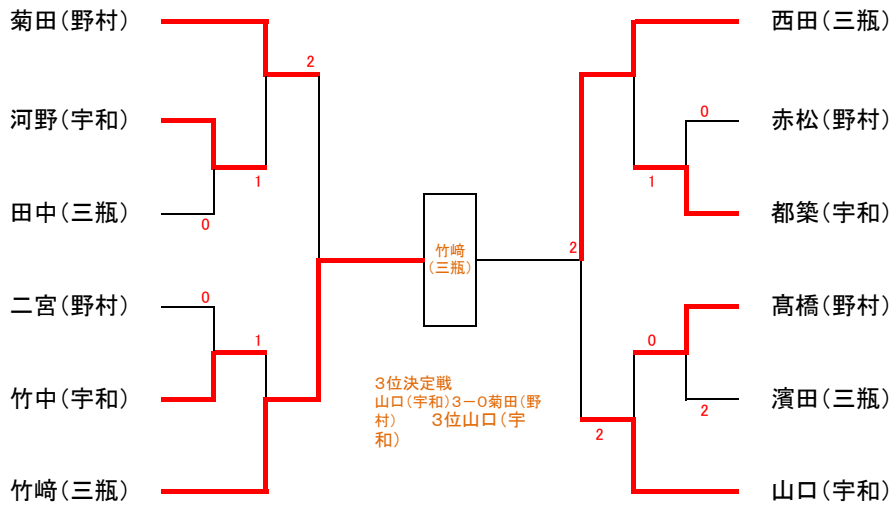 菊田(野村)
2
河野(宇和)
1
田中(三瓶)
0
二宮(野村)
0
1
竹中(宇和)
竹﨑(三瓶)
竹﨑
(三瓶)
3位決定戦
山口(宇和)3-0菊田(野
村) 3位山口(宇
和)
西田(三瓶)
0
赤松(野村)
1
都築(宇和)
2
髙橋(野村)
0
濱田(三瓶)
2
2
山口(宇和)